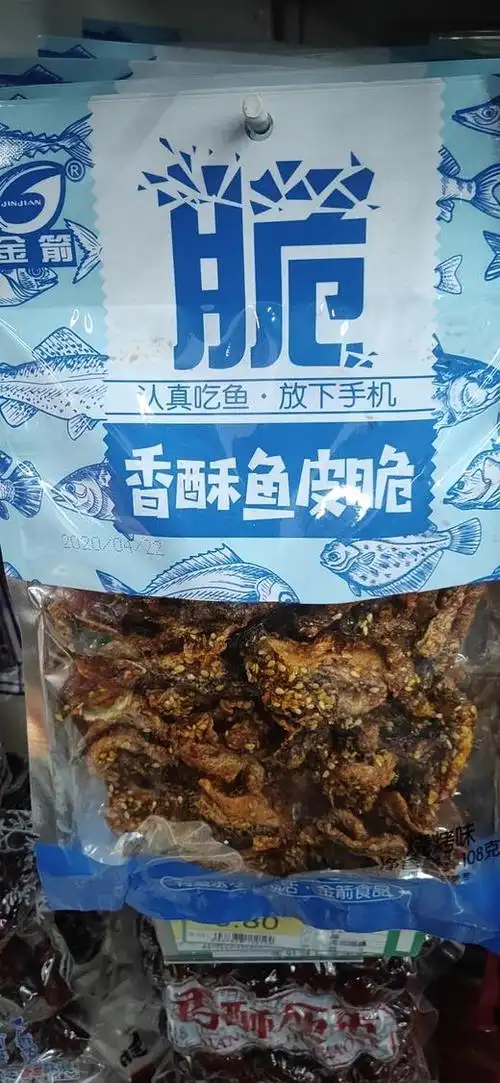 脆
®
JINJIAN
金箭
认真吃鱼·放下手机
香酥鱼皮脆
2020/04/22
烧烤味
108克
金箭食品
.80